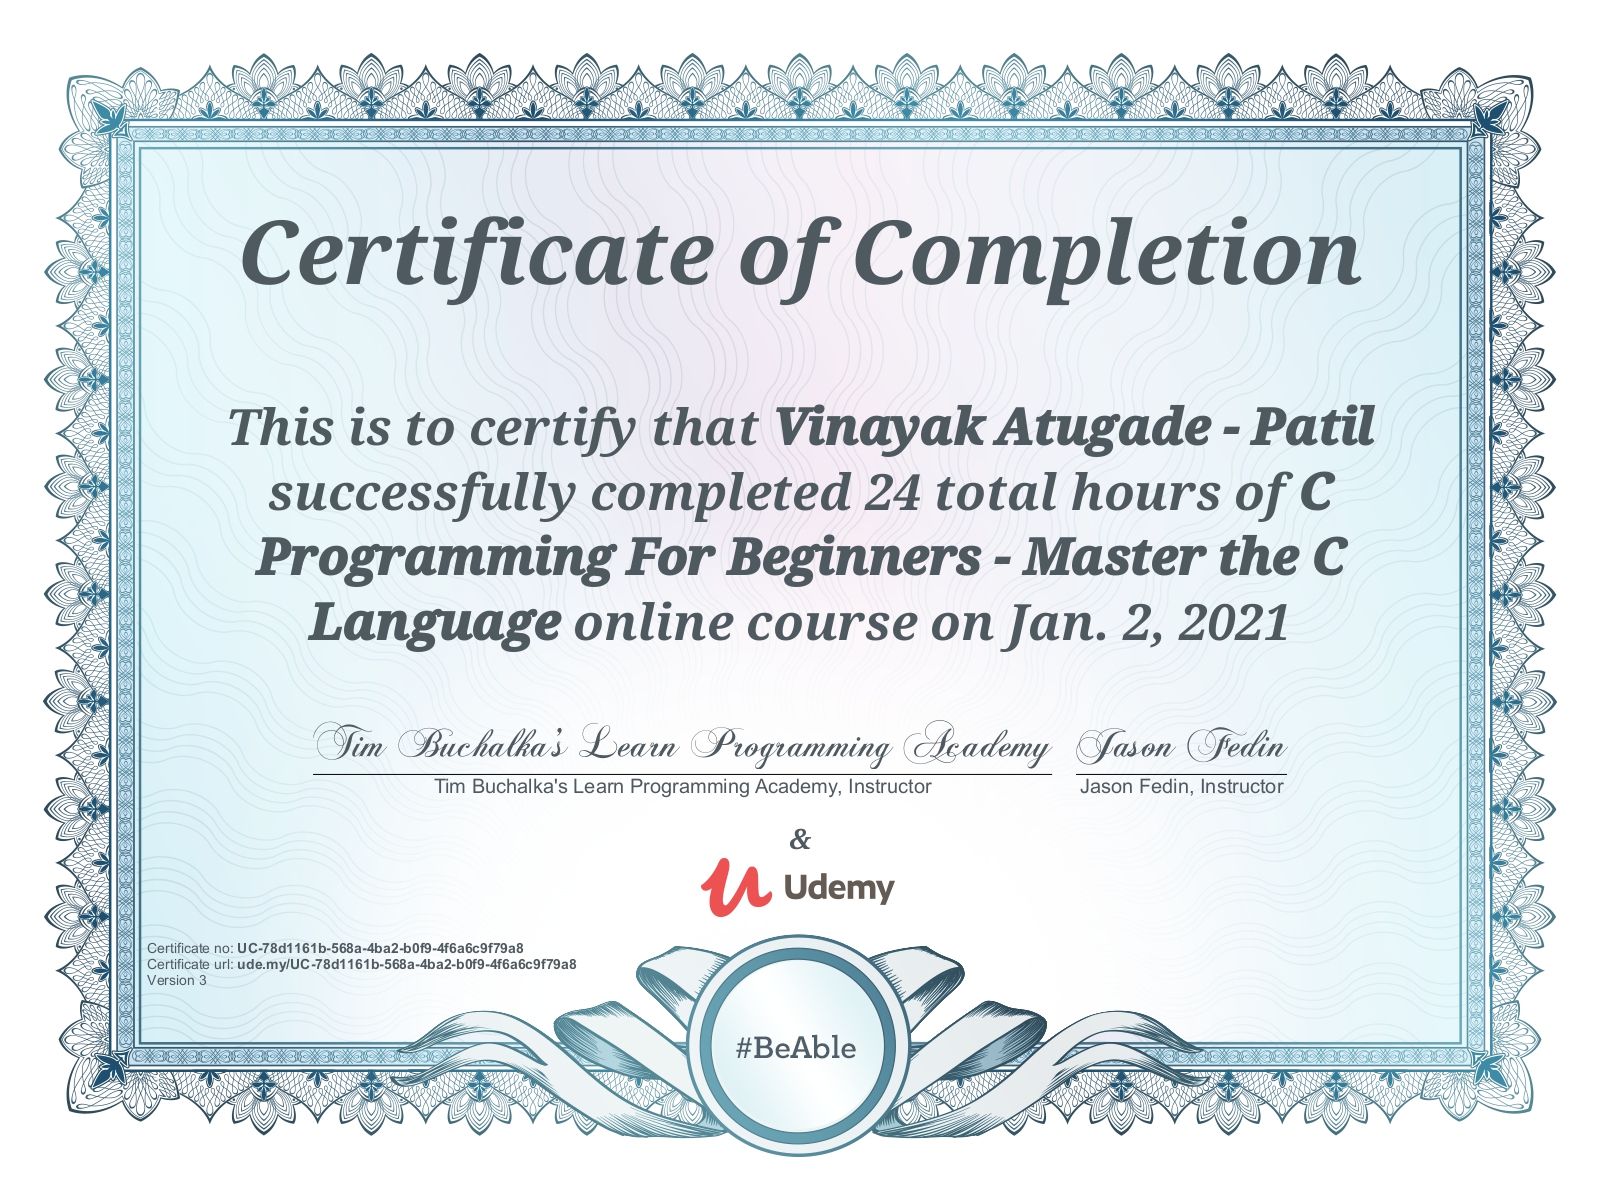 Certificate of Completion
This is to certify that Vinayak Atugade - Patil
successfully completed 24 total hours of C
Programming For Beginners - Master the C
Language online course on Jan. 2, 2021
Tim Buchalka's Learn Programming Academy Jason Fedin
Tim Buchalka's Learn Programming Academy, Instructor Jason Fedin, Instructor
&
Udemy
Certificate no: UC-78d1161b-568a-4ba2-b0f9-4f6a6c9f79a8
Certificate url: ude.my/UC-78d1161b-568a-4ba2-b0f9-4f6a6c9f79a8
Version 3
#BeAble